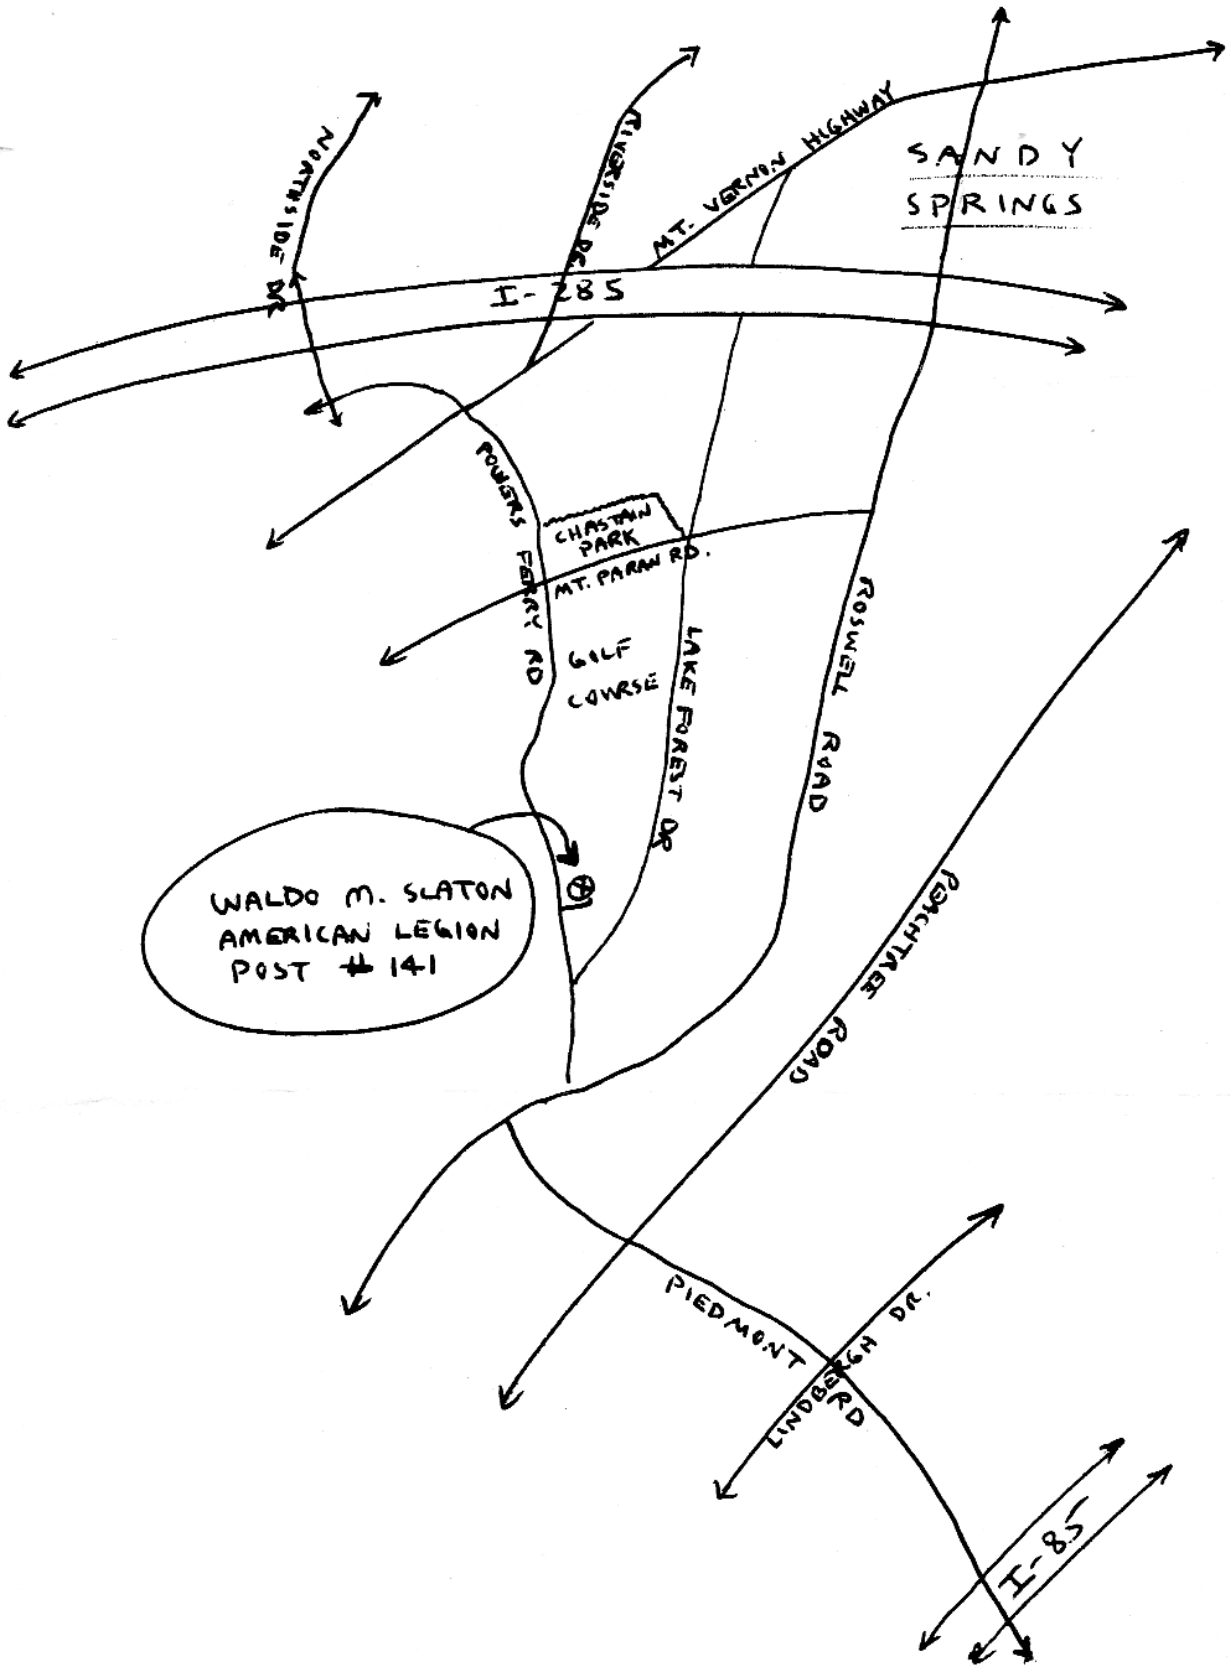 NORTHSIDE DR
RIVERSIDE DR.
MT. VERNON HIGHWAY
SANDY
SPRINGS
I-285
POWERS FERRY RD
CHASTAIN
PARK
MT. PARAN RD.
GOLF
COURSE
LAKE FOREST DR
ROSWELL ROAD
WALDO M. SLATON
AMERICAN LEGION
POST # 141
PEACHTREE ROAD
PIEDMONT RD
LINDBERGH DR.
I-85